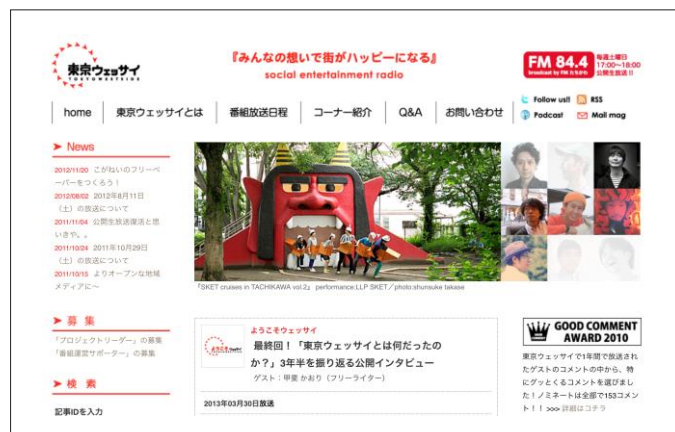 東京ウェッサイ
TOKYOWESTSIDE
『みんなの想いで街がハッピーになる』
social entertainment radio
FM 84.4
broadcast by FM たちかわ
毎週土曜日
17:00〜18:00
公開生放送!!
home
東京ウェッサイとは
番組放送日程
コーナー紹介
Q&A
お問い合わせ
Follow us!!
RSS
Podcast
Mail mag
News
2012/11/20 こがねいのフリーペ
ーパーをつくろう!
2012/08/02 2012年8月11日
(土)の放送について
2011/11/04 公開生放送復活と思
いきや。。
2011/10/24 2011年10月29日
(土)の放送について
2011/10/15 よりオープンな地域
メディアに〜
募 集
「プロジェクトリーダー」の募集
「番組運営サポーター」の募集
検 索
記事IDを入力
「SKET cruises in TACHIKAWA vol.2」 performance:LLP SKET／photo:shunsuke takase
ようこそウェッサイ
最終回!「東京ウェッサイとは何だったの
か?」3年半を振り返る公開インタビュー
ゲスト：甲斐 かおり（フリーライター）
2013年03月30日放送
GOOD COMMENT
AWARD 2010
東京ウェッサイで1年間で放送され
たゲストのコメントの中から、特
にグッとくるコメントを選びまし
た!ノミネートは全部で153コメン
ト!! >>> 詳細はコチラ